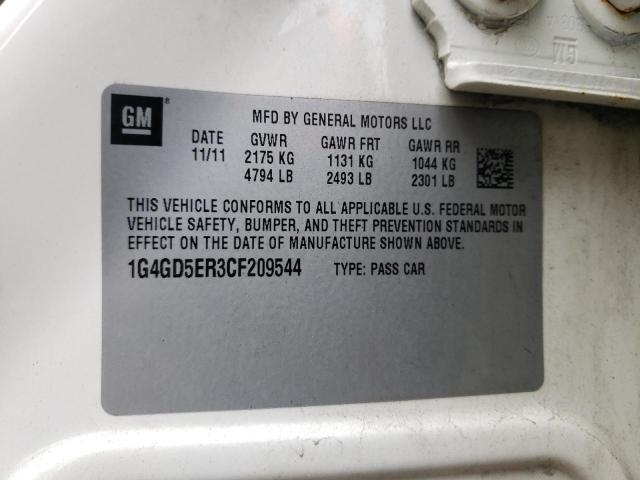 GM ®
MFD BY GENERAL MOTORS LLC
DATE GVWR GAWR FRT GAWR RR
11/11 2175 KG 1131 KG 1044 KG
4794 LB 2493 LB 2301 LB
THIS VEHICLE CONFORMS TO ALL APPLICABLE U.S. FEDERAL MOTOR
VEHICLE SAFETY, BUMPER, AND THEFT PREVENTION STANDARDS IN
EFFECT ON THE DATE OF MANUFACTURE SHOWN ABOVE.
1G4GD5ER3CF209544 TYPE: PASS CAR